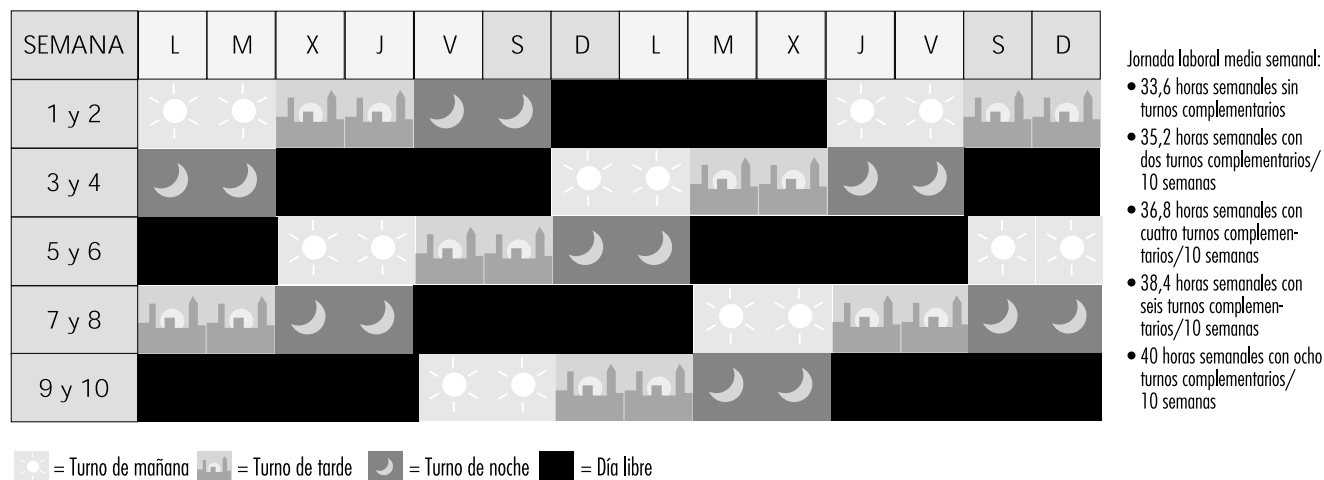 SEMANA L M X J V S D L M X J V S D
1 y 2
3 y 4
5 y 6
7 y 8
9 y 10
Jornada laboral media semanal:
• 33,6 horas semanales sin
turnos complementarios
• 35,2 horas semanales con
dos turnos complementarios/
10 semanas
• 36,8 horas semanales con
cuatro turnos complemen-
tarios/10 semanas
• 38,4 horas semanales con
seis turnos complemen-
tarios/10 semanas
• 40 horas semanales con ocho
turnos complementarios/
10 semanas
= Turno de mañana = Turno de tarde = Turno de noche = Día libre